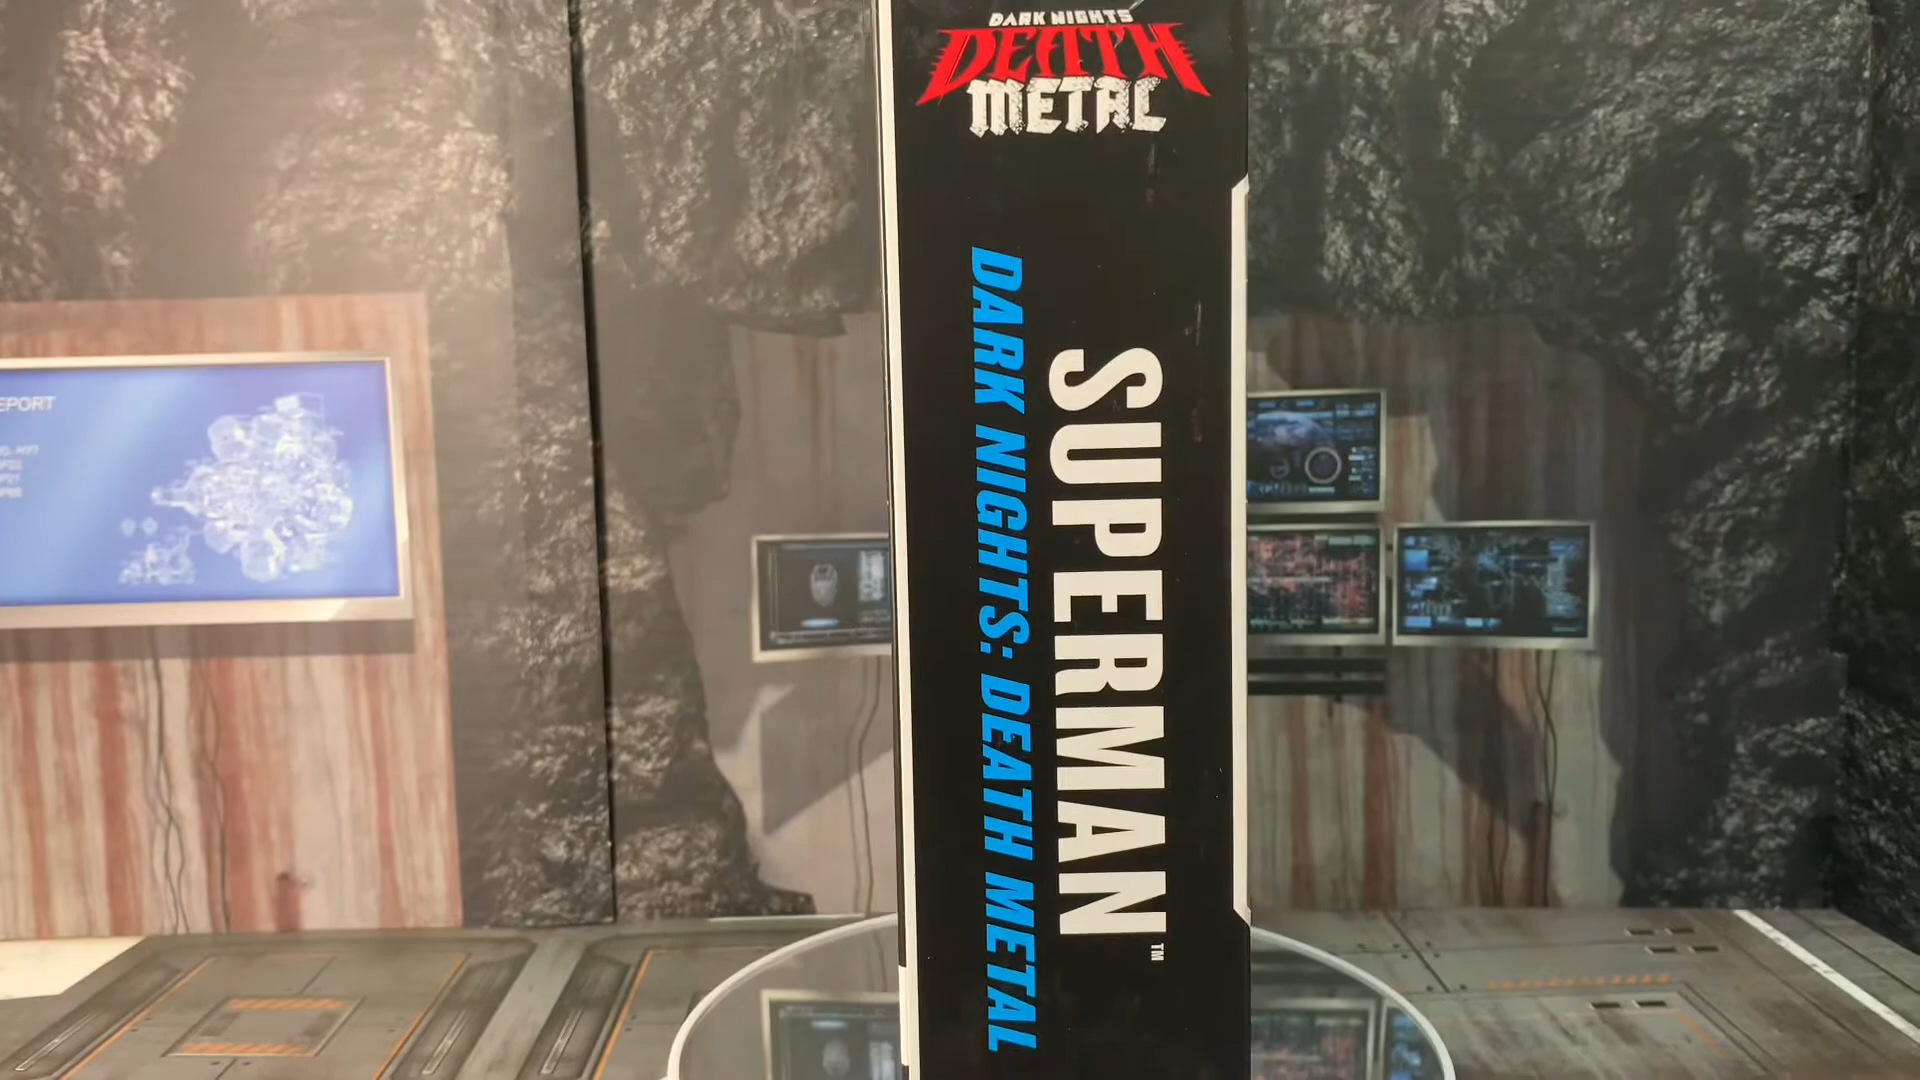 DARK NIGHTS
DEATH
METAL
SUPERMAN™
DARK NIGHTS: DEATH METAL
EPORT